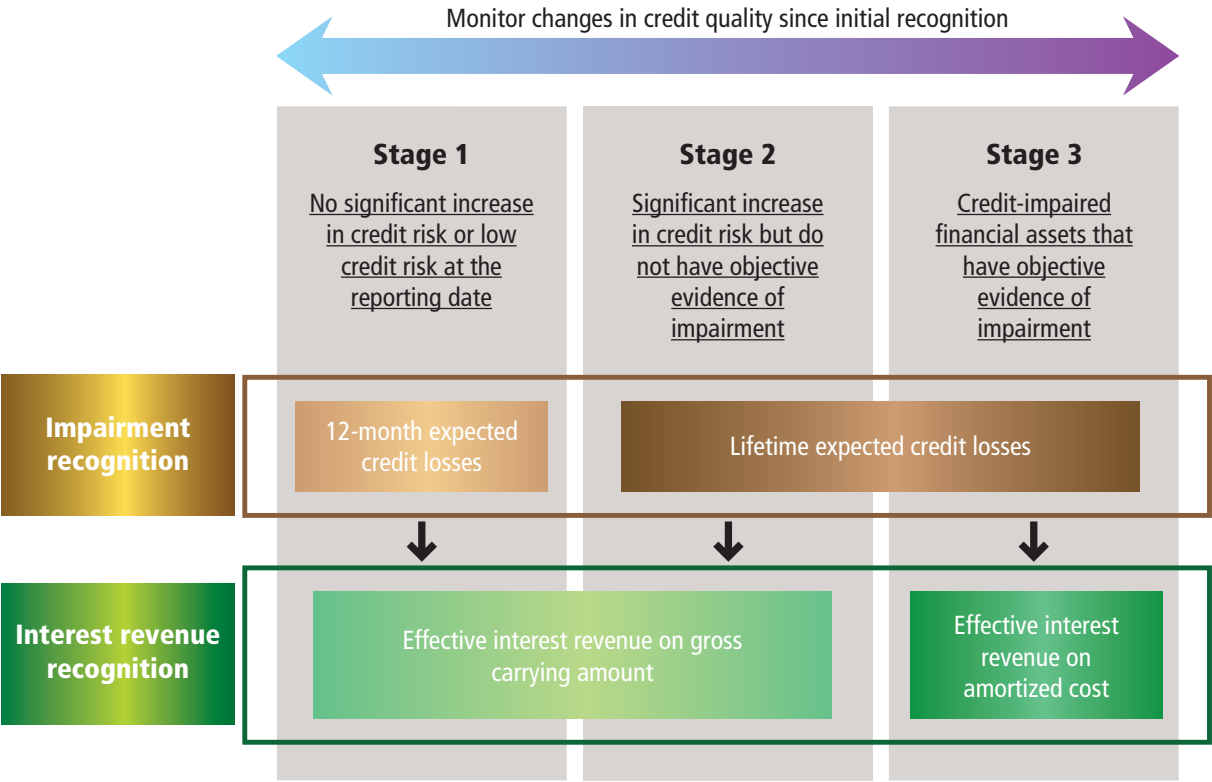 Monitor changes in credit quality since initial recognition
Stage 1
No significant increase
in credit risk or low
credit risk at the
reporting date
Stage 2
Significant increase
in credit risk but do
not have objective
evidence of
impairment
Stage 3
Credit-impaired
financial assets that
have objective
evidence of
impairment
Impairment
recognition
12-month expected
credit losses
Lifetime expected credit losses
Interest revenue
recognition
Effective interest revenue on gross
carrying amount
Effective interest
revenue on
amortized cost